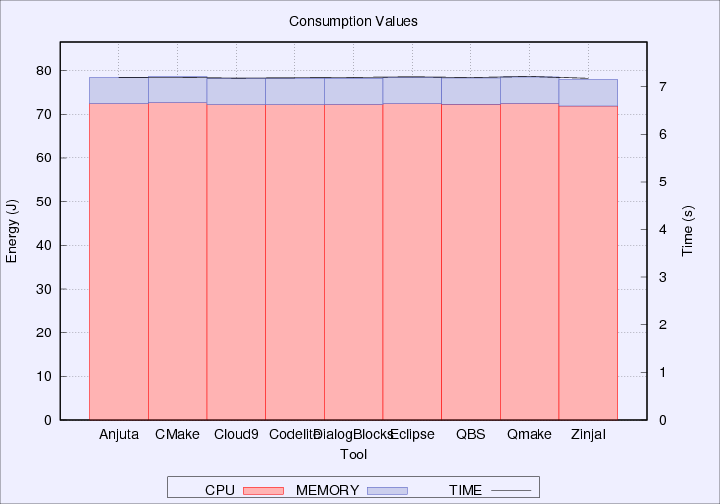 Consumption Values
80
70
60
50
40
30
20
10
0
Energy (J)
7
6
5
4
3
2
1
0
Time (s)
Anjuta CMake Cloud9 Codelite DialogBlocks Eclipse QBS Qmake ZinjaI
Tool
CPU MEMORY TIME